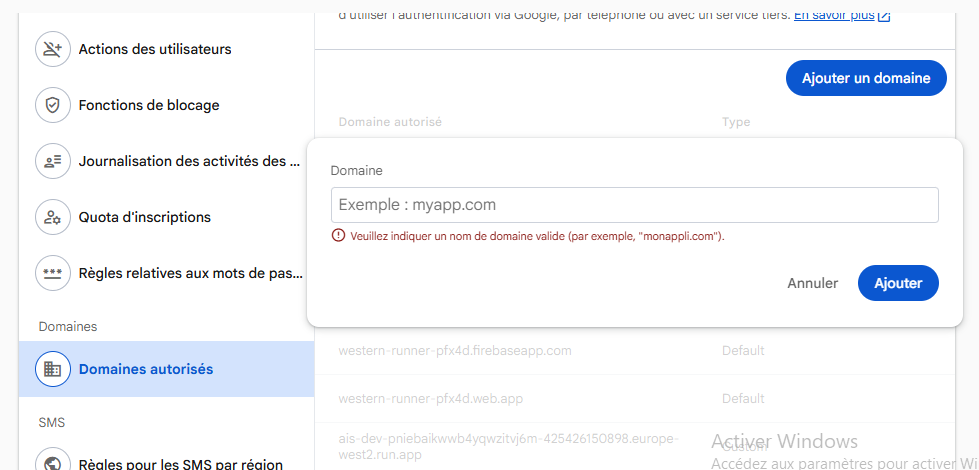 d'utiliser l'authentification via Google, par téléphone ou avec un service tiers. En savoir plus
Actions des utilisateurs
Ajouter un domaine
Fonctions de blocage
Domaine autorisé
Type
Journalisation des activités des ...
Domaine
Exemple : myapp.com
Quota d'inscriptions
Veuillez indiquer un nom de domaine valide (par exemple, "monappli.com").
Règles relatives aux mots de pas...
Annuler
Ajouter
Domaines
western-runner-pfx4d.firebaseapp.com
Default
Domaines autorisés
western-runner-pfx4d.web.app
Default
SMS
ais-dev-pniebaikwwb4yqwzitvj6m-425426150898.europe-
west2.run.app
Custom
Activer Windows
Règles pour les SMS par région
Accédez aux paramètres pour activer Wi